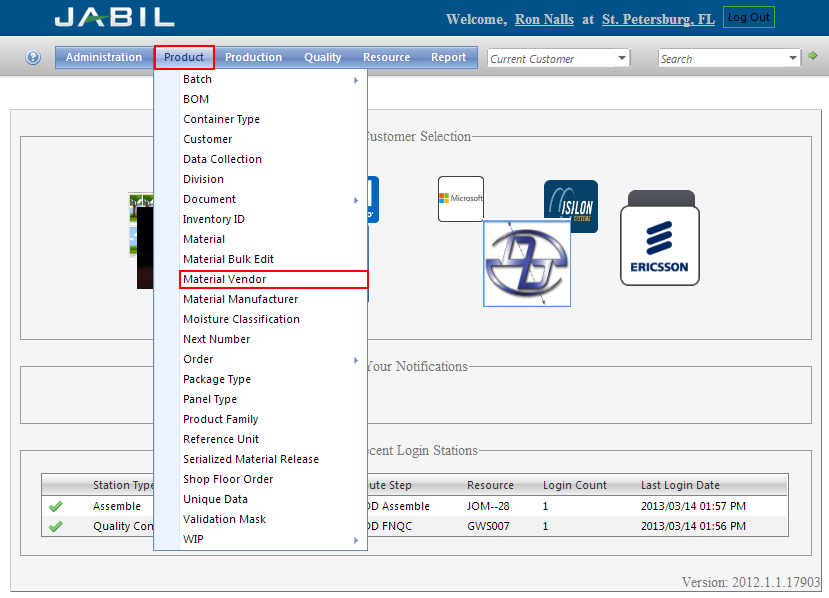 JABIL
Welcome, Ron Nalls at St. Petersburg, FL Log Out
? Administration Product Production Quality Resource Report Current Customer Search
Batch
BOM
Container Type
Customer
Data Collection
Division
Document
Inventory ID
Material
Material Bulk Edit
Material Vendor
Material Manufacturer
Moisture Classification
Next Number
Order
Package Type
Panel Type
Product Family
Reference Unit
Serialized Material Release
Shop Floor Order
Unique Data
Validation Mask
WIP
Customer Selection
Microsoft
ISILON
SYSTEMS
ERICSSON
Your Notifications
cent Login Stations
Station Type ute Step Resource Login Count Last Login Date
Assemble OD Assemble JOM--28 1 2013/03/14 01:57 PM
Quality Con OD FNQC GWS007 1 2013/03/14 01:56 PM
Version: 2012.1.1.17903